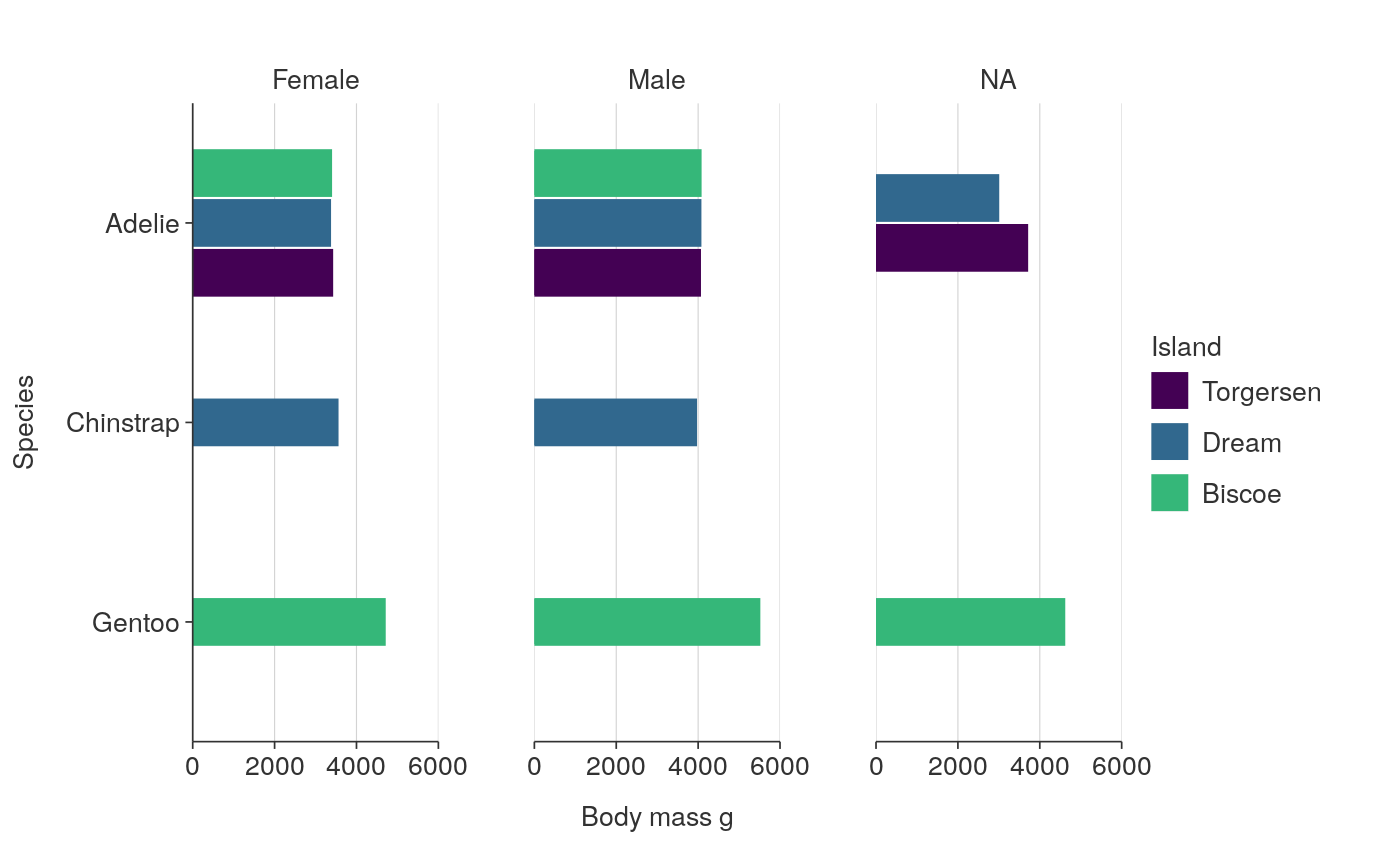 Female Male NA
Species
Adelie
Chinstrap
Gentoo
0 2000 4000 6000 0 2000 4000 6000 0 2000 4000 6000
Body mass g
Island
Torgersen
Dream
Biscoe